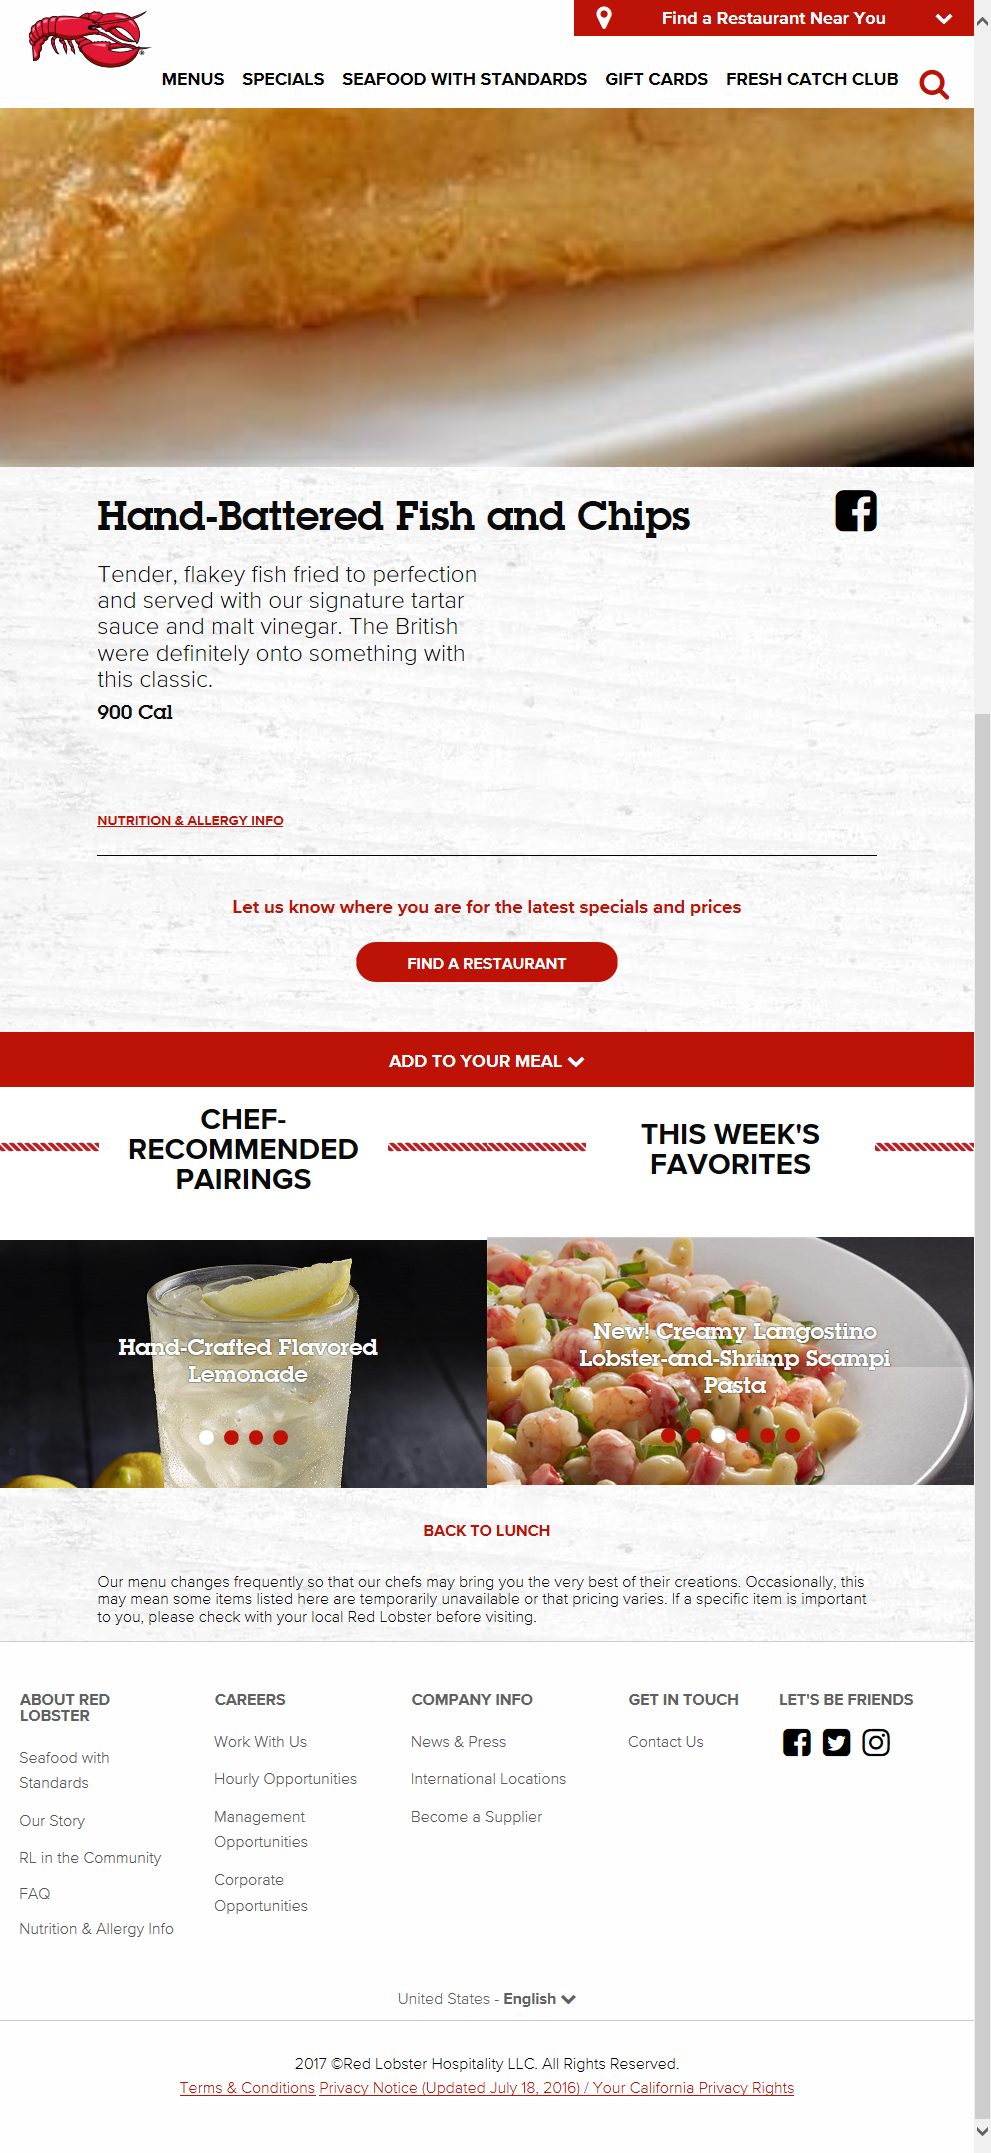 Find a Restaurant Near You
MENUS SPECIALS SEAFOOD WITH STANDARDS GIFT CARDS FRESH CATCH CLUB
Hand-Battered Fish and Chips
Tender, flakey fish fried to perfection
and served with our signature tartar
sauce and malt vinegar. The British
were definitely onto something with
this classic.
900 Cal
NUTRITION & ALLERGY INFO
Let us know where you are for the latest specials and prices
FIND A RESTAURANT
ADD TO YOUR MEAL
CHEF-
RECOMMENDED
PAIRINGS
THIS WEEK'S
FAVORITES
Hand-Crafted Flavored
Lemonade
New! Creamy Langostino
Lobster-and-Shrimp Scampi
Pasta
BACK TO LUNCH
Our menu changes frequently so that our chefs may bring you the very best of their creations. Occasionally, this
may mean some items listed here are temporarily unavailable or that pricing varies. If a specific item is important
to you, please check with your local Red Lobster before visiting.
ABOUT RED
LOBSTER
Seafood with
Standards
Our Story
RL in the Community
FAQ
Nutrition & Allergy Info
CAREERS
Work With Us
Hourly Opportunities
Management
Opportunities
Corporate
Opportunities
COMPANY INFO
News & Press
International Locations
Become a Supplier
GET IN TOUCH
Contact Us
LET'S BE FRIENDS
United States - English
2017 ©Red Lobster Hospitality LLC. All Rights Reserved.
Terms & Conditions Privacy Notice (Updated July 18, 2016) / Your California Privacy Rights